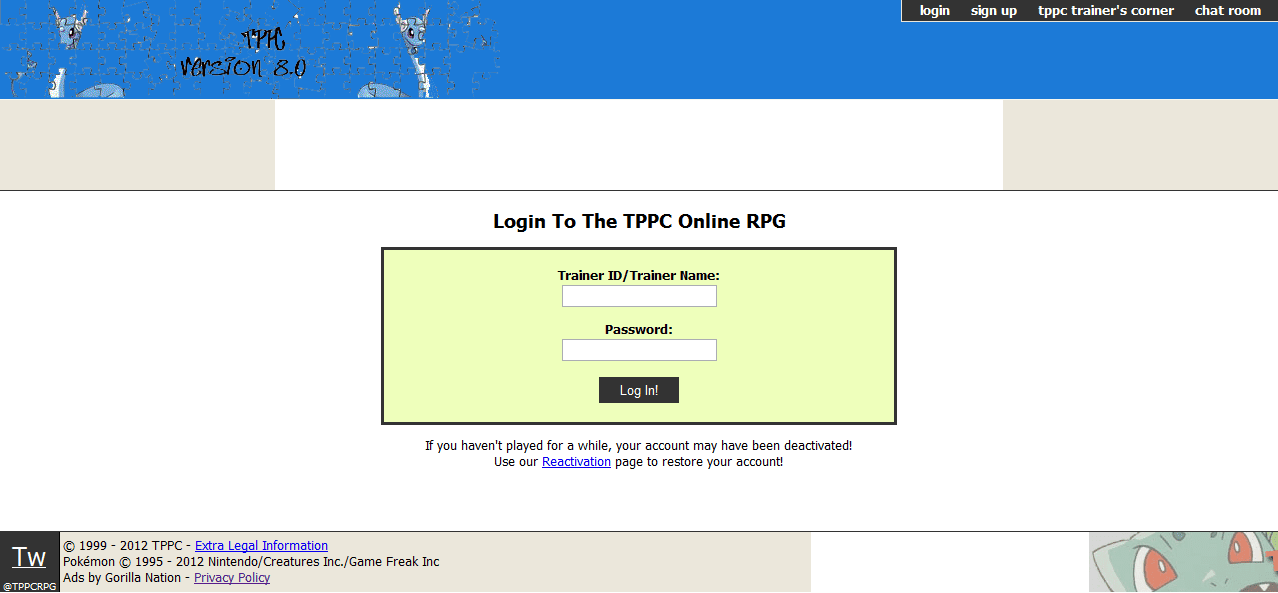 login sign up tppc trainer's corner chat room
TPPC
Version 8.0
Login To The TPPC Online RPG
Trainer ID/Trainer Name:
Password:
Log In!
If you haven't played for a while, your account may have been deactivated!
Use our Reactivation page to restore your account!
Tw
@TPPCRPG
© 1999 - 2012 TPPC - Extra Legal Information
Pokémon © 1995 - 2012 Nintendo/Creatures Inc./Game Freak Inc
Ads by Gorilla Nation - Privacy Policy